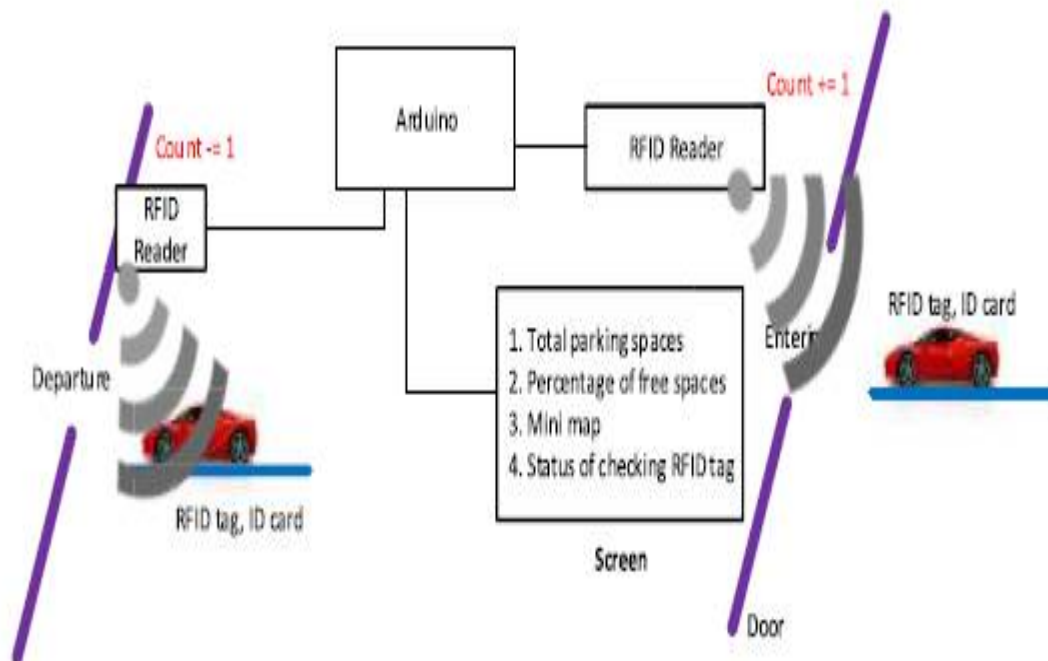 Count += 1
Arduino
RFID Reader
Count -= 1
RFID
Reader
RFID tag, ID card
1. Total parking spaces
2. Percentage of free spaces
3. Mini map
4. Status of checking RFID tag
Enterin
Departure
RFID tag, ID card
Screen
Door